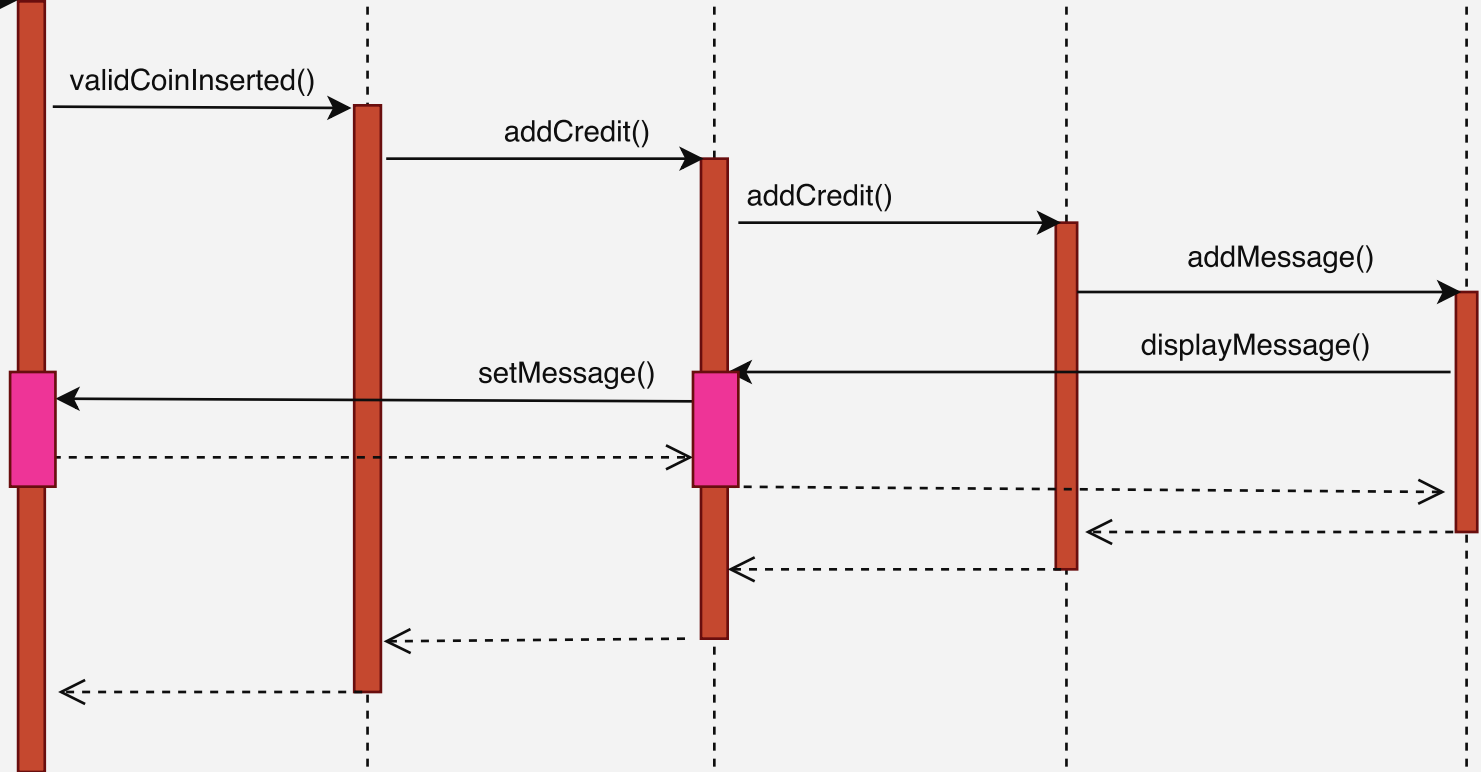 validCoinInserted()
addCredit()
addCredit()
addMessage()
displayMessage()
setMessage()